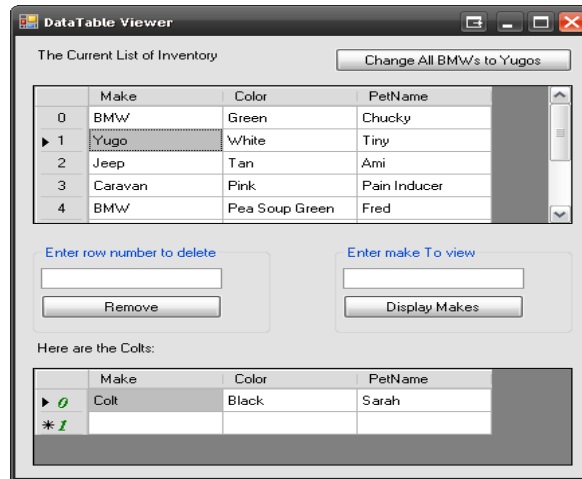 DataTable Viewer
The Current List of Inventory
Change All BMWs to Yugos
Make Color PetName
0 BMW Green Chucky
1 Yugo White Tiny
2 Jeep Tan Ami
3 Caravan Pink Pain Inducer
4 BMW Pea Soup Green Fred
Enter row number to delete
Enter make To view
Remove
Display Makes
Here are the Colts:
Make Color PetName
0 Colt Black Sarah
1